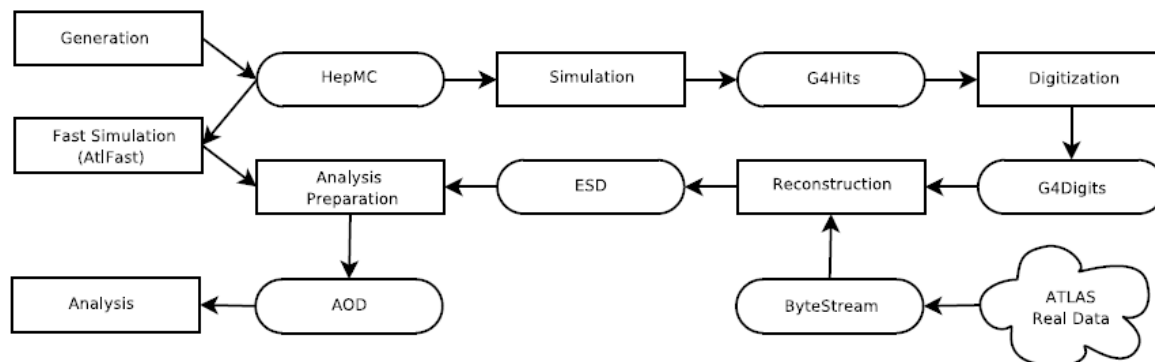 Generation
HepMC
Simulation
G4Hits
Digitization
Fast Simulation
(AtlFast)
Analysis
Preparation
ESD
Reconstruction
G4Digits
Analysis
AOD
ByteStream
ATLAS
Real Data